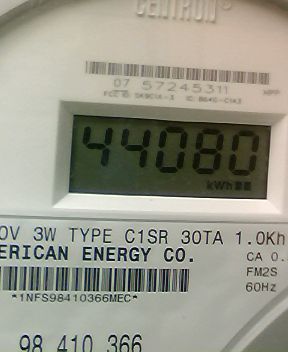 CENTRON®
07 57245311
44080
kWh
0V 3W TYPE C1SR 30TA 1.0Kh
ERICAN ENERGY CO.
CA 0.
FM2S
*1NFS98410366MEC*
60Hz
98 410 366